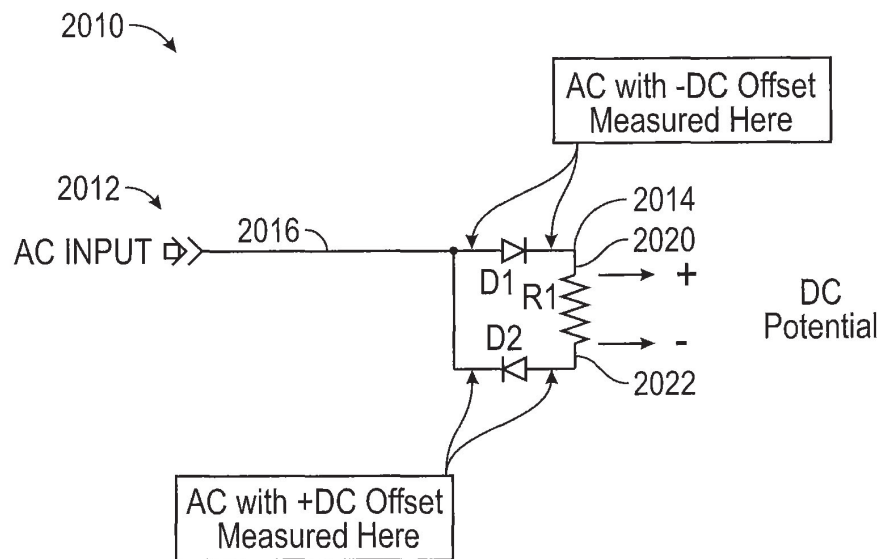 2010
AC with -DC Offset
Measured Here
2012
AC INPUT
2016
2014
2020
D1
R1
+
DC
Potential
D2
-
2022
AC with +DC Offset
Measured Here